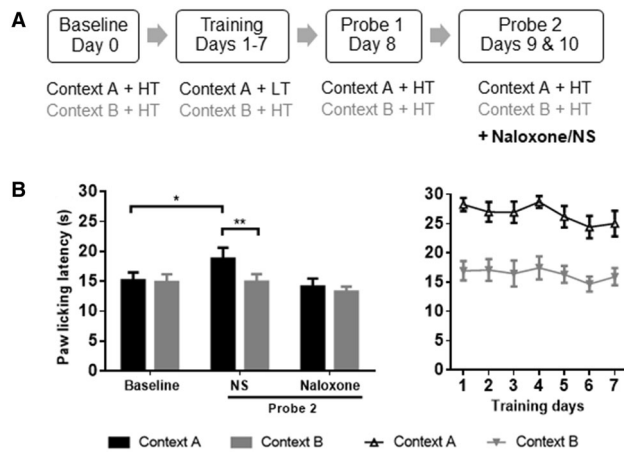 A
Baseline
Day 0
Training
Days 1-7
Probe 1
Day 8
Probe 2
Days 9 & 10
Context A + HT
Context B + HT
Context A + LT
Context B + HT
Context A + HT
Context B + HT
Context A + HT
Context B + HT
+ Naloxone/NS
B
Paw licking latency (s)
30
25
20
15
10
5
0
*
**
Baseline
NS
Naloxone
Probe 2
30
25
20
15
10
5
0
1 2 3 4 5 6 7
Training days
Context A
Context B
Context A
Context B